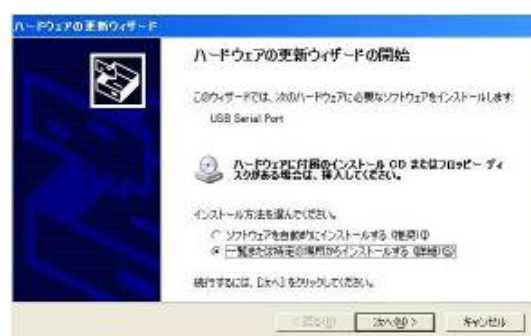 ハードウェアの更新ウィザード
ハードウェアの更新ウィザードの開始
このウィザードでは、次のハードウェアに必要なソフトウェアをインストールします:
USB Serial Port
ハードウェアに付属のインストール CD またはフロッピー ディ
スクがある場合は、挿入してください。
インストール方法を選んでください。
ソフトウェアを自動的にインストールする (推奨)(I)
一覧または特定の場所からインストールする (詳細)(S)
続行するには、[次へ] をクリックしてください。
< 戻る(B)
次へ(N) >
キャンセル